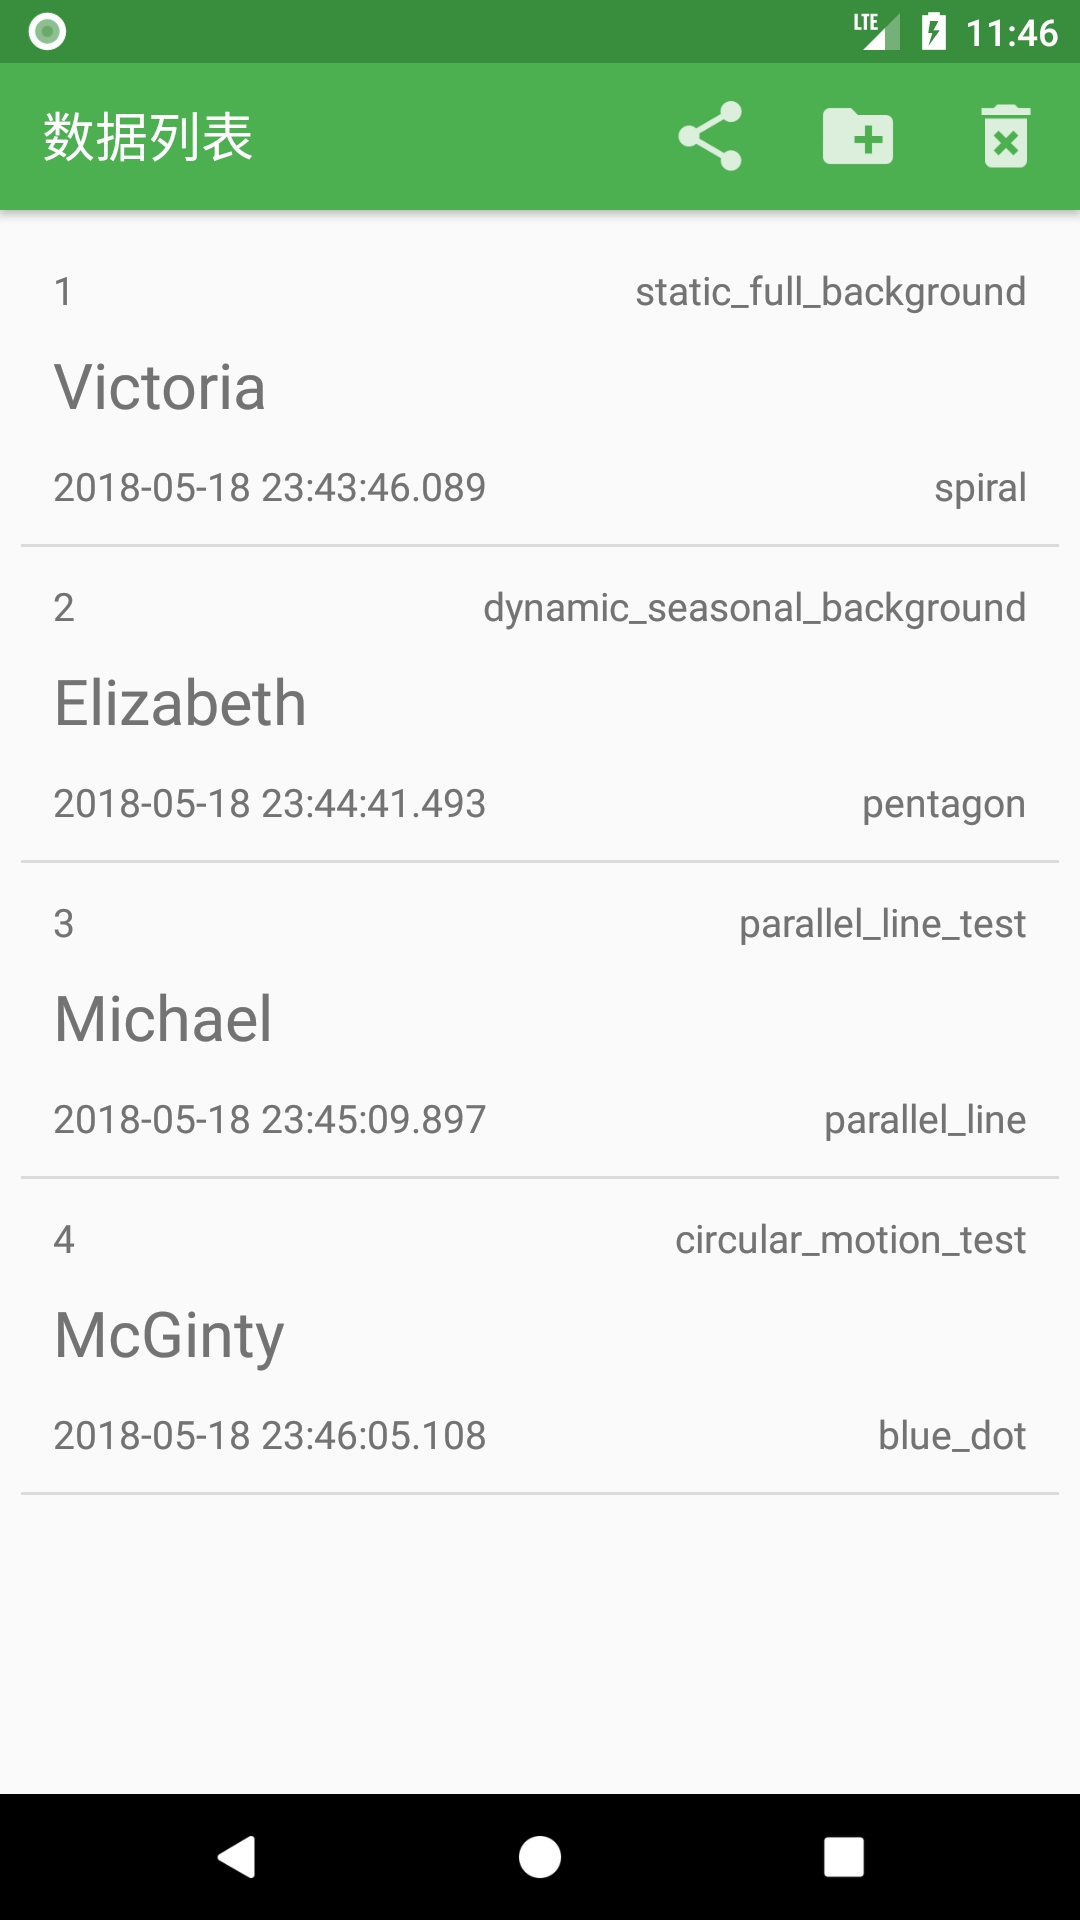 LTE 11:46
数据列表
1 static_full_background
Victoria
2018-05-18 23:43:46.089 spiral
2 dynamic_seasonal_background
Elizabeth
2018-05-18 23:44:41.493 pentagon
3 parallel_line_test
Michael
2018-05-18 23:45:09.897 parallel_line
4 circular_motion_test
McGinty
2018-05-18 23:46:05.108 blue_dot